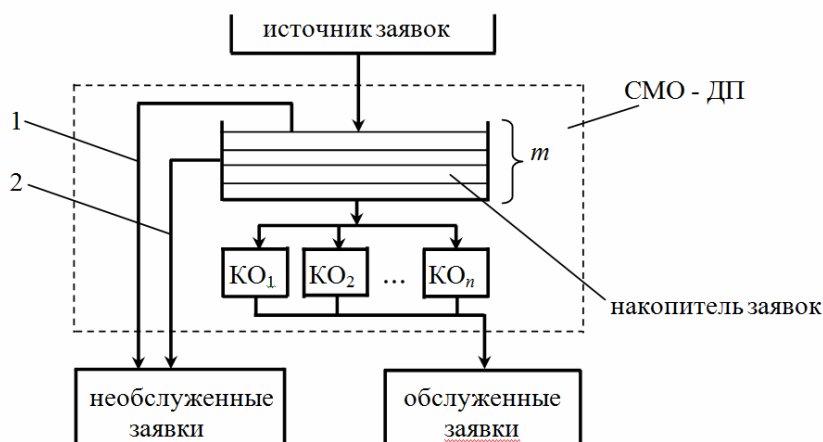 источник заявок
СМО - ДП
1
m
2
КО1 КО2 ... КОn
накопитель заявок
необслуженные
заявки
обслуженные
заявки